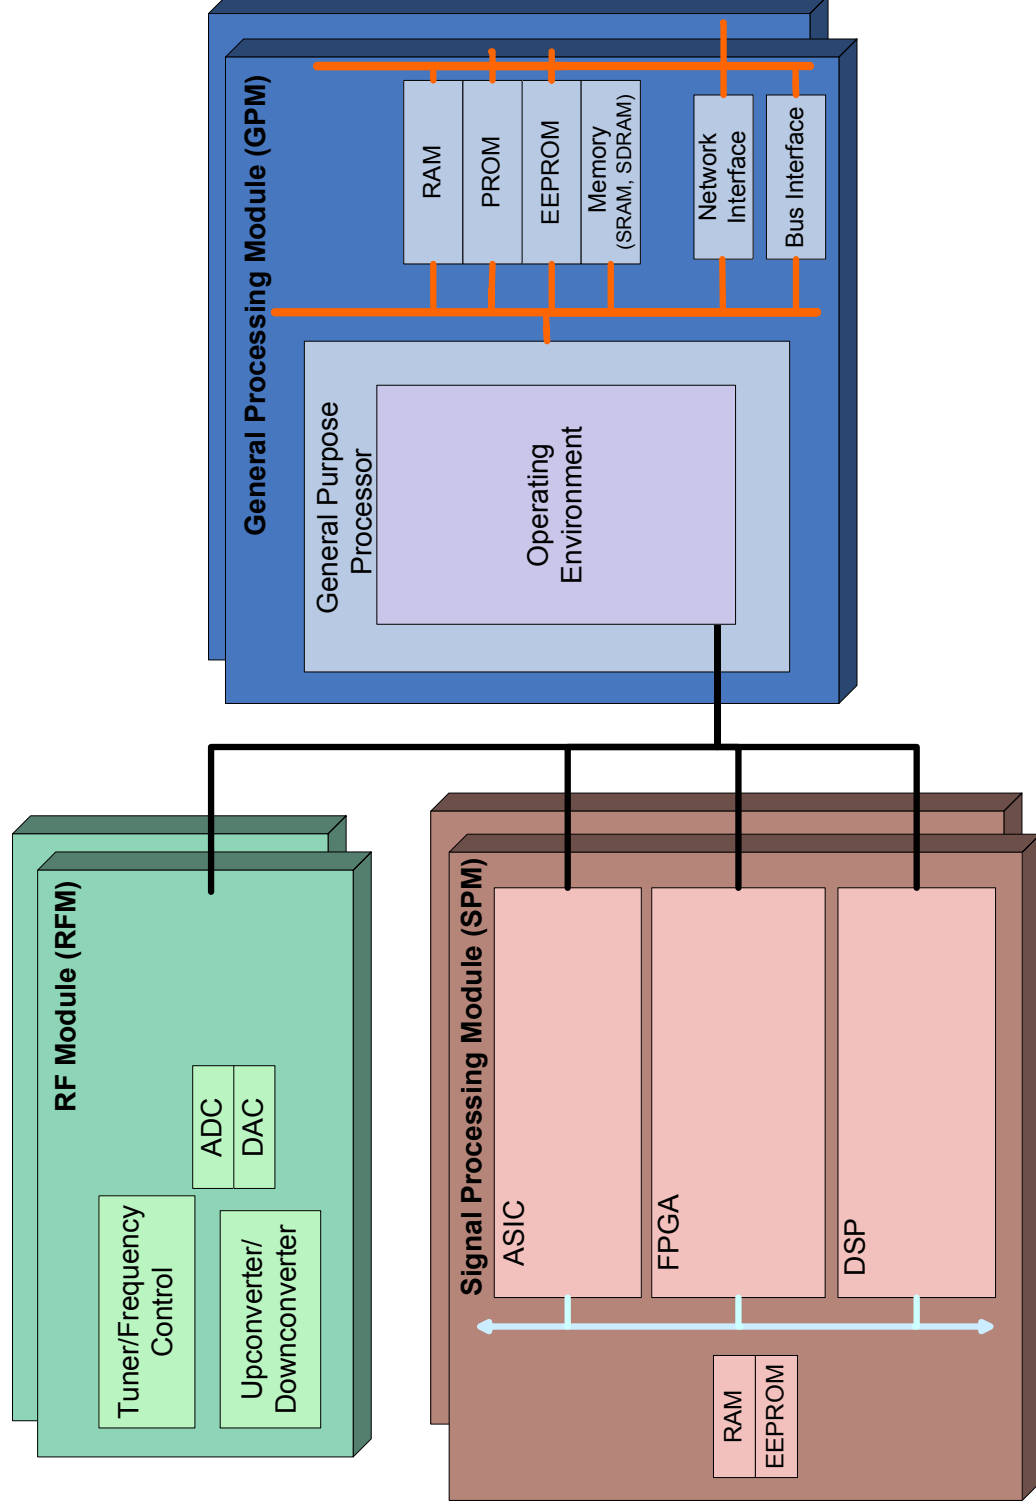 General Processing Module (GPM)
General Purpose
Processor
Operating
Environment
RAM
PROM
EEPROM
Memory
(SRAM, SDRAM)
Network
Interface
Bus Interface
RF Module (RFM)
Tuner/Frequency
Control
Upconverter/
Downconverter
ADC
DAC
Signal Processing Module (SPM)
ASIC
FPGA
DSP
RAM
EEPROM